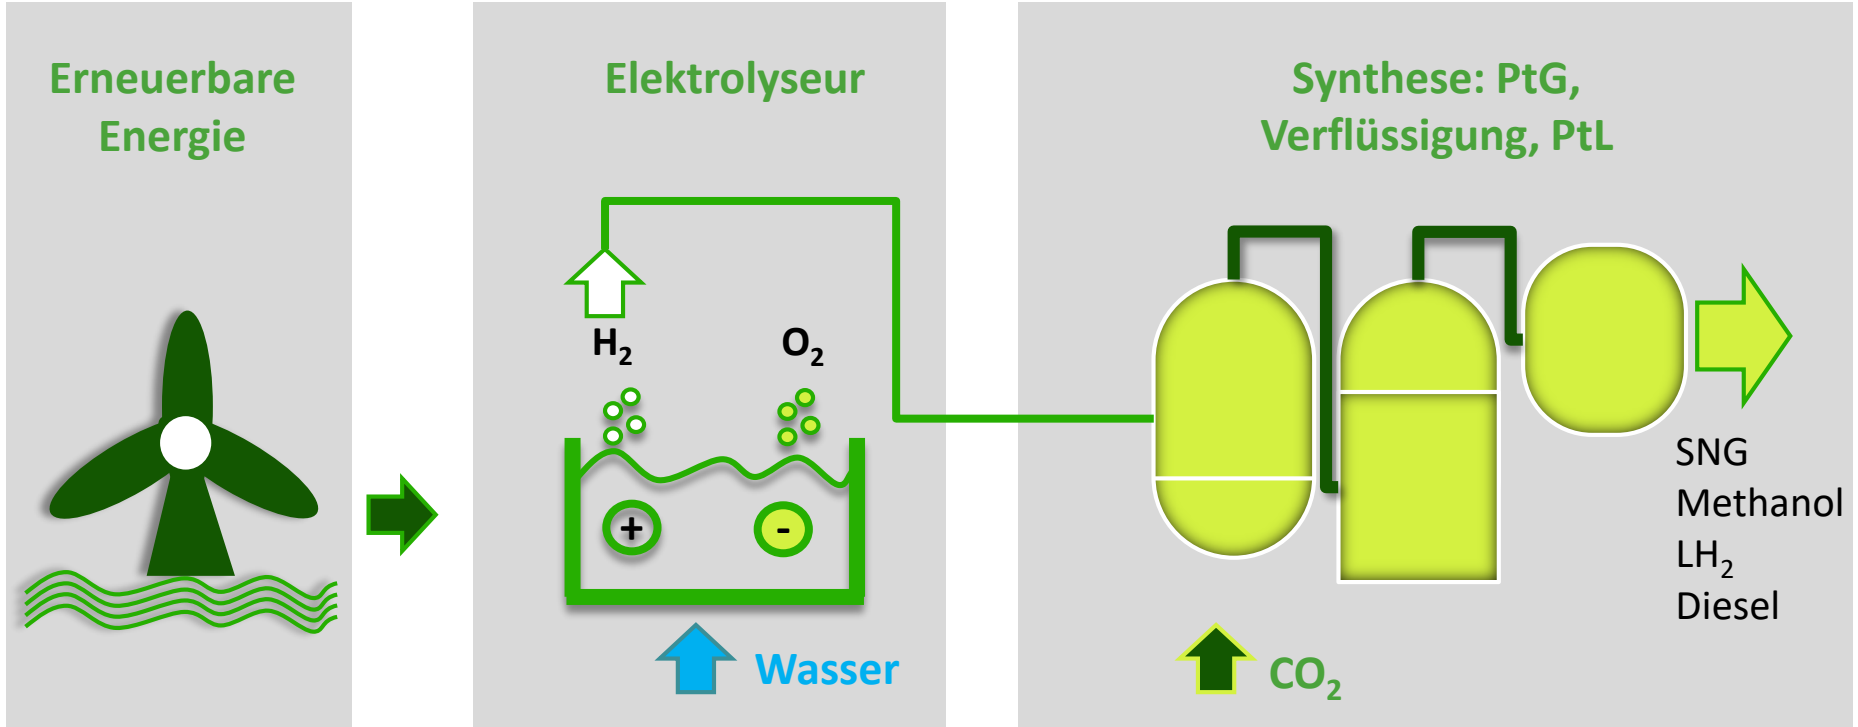 Erneuerbare
Energie
Elektrolyseur
H₂
O₂
+
-
Wasser
Synthese: PtG,
Verflüssigung, PtL
SNG
Methanol
LH₂
Diesel
CO₂